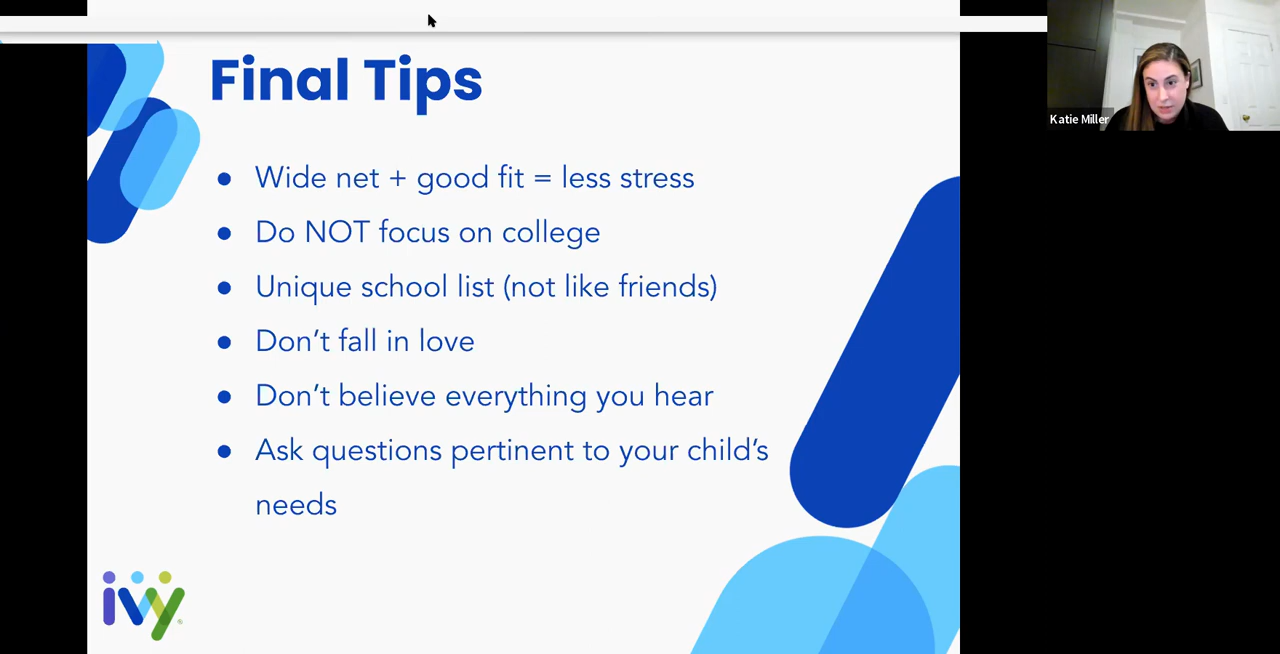 Final Tips
Katie Miller
● Wide net + good fit = less stress
● Do NOT focus on college
● Unique school list (not like friends)
● Don’t fall in love
● Don’t believe everything you hear
● Ask questions pertinent to your child’s
needs
ivy®